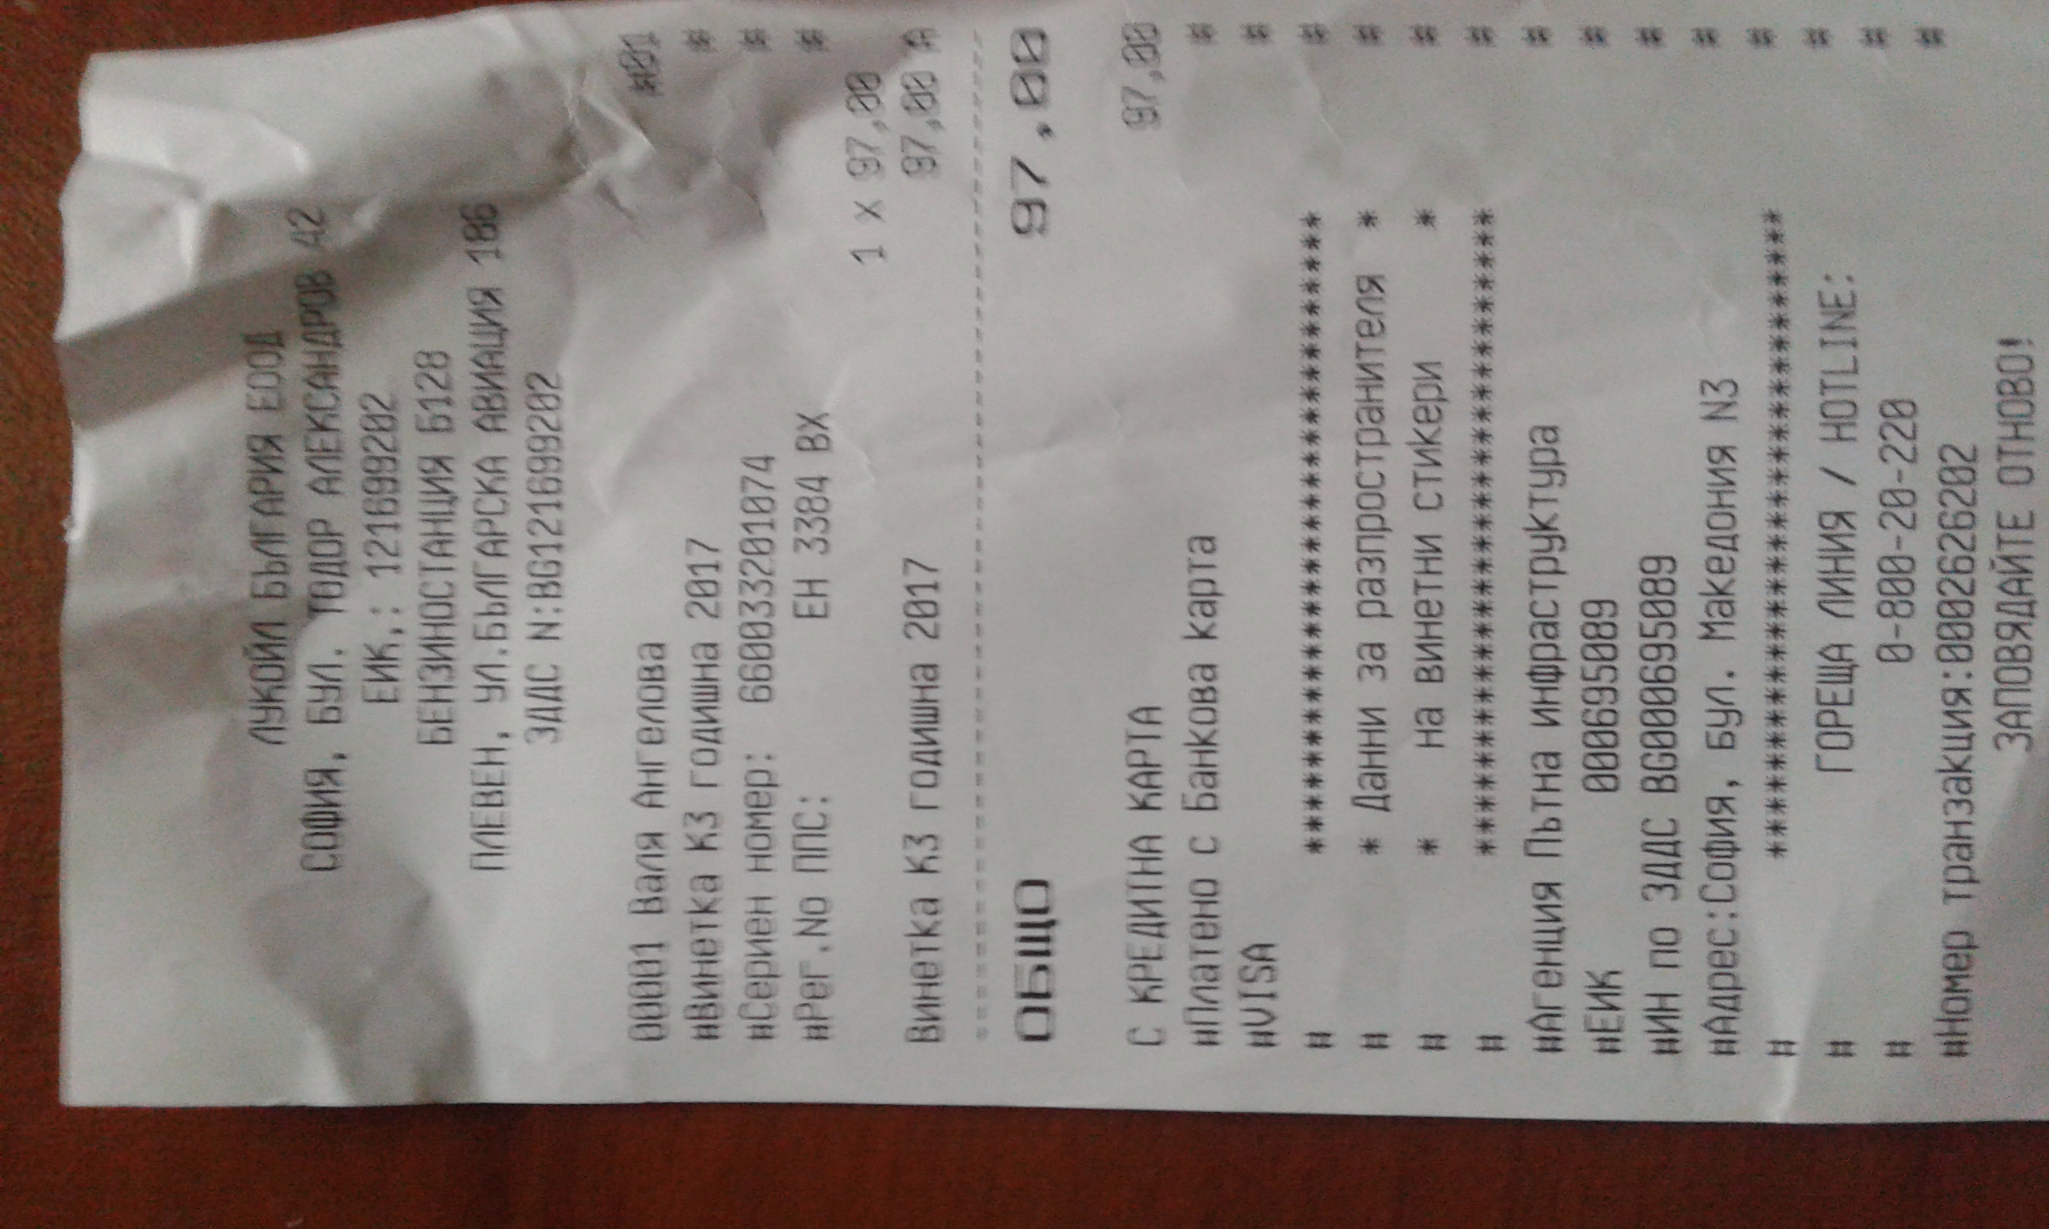 ЛУКОЙЛ БЪЛГАРИЯ ЕООД
СОФИЯ, БУЛ. ТОДОР АЛЕКСАНДРОВ 42
ЕИК.: 121699202
БЕНЗИНОСТАНЦИЯ Б128
ПЛЕВЕН, УЛ.БЪЛГАРСКА АВИАЦИЯ 186
ЗДДС N:BG121699202
00001 Валя Ангелова #01
#Винетка К3 годишна 2017 #
#Сериен номер: 66003320‌1074 #
#Рег.No ППС: ЕН 3384 ВХ #
1 x 97,00
Винетка К3 годишна 2017 97,00 А
ОБЩО 97,00
С КРЕДИТНА КАРТА 97,00
#Платено с Банкова Карта #
#VISA #
# ********************************* #
# * Данни за разпространителя * #
# * на винетни стикери * #
# ********************************* #
#Агенция Пътна инфраструктура #
#ЕИК 000695089 #
#ИН по ЗДДС BG000695089 #
#Адрес:София, бул. Македония N3 #
# ********************************* #
# ГОРЕЩА ЛИНИЯ / HOTLINE: #
# 0-800-20-220 #
#Номер транзакция:0002626202 #
ЗАПОВЯДАЙТЕ ОТНОВО!